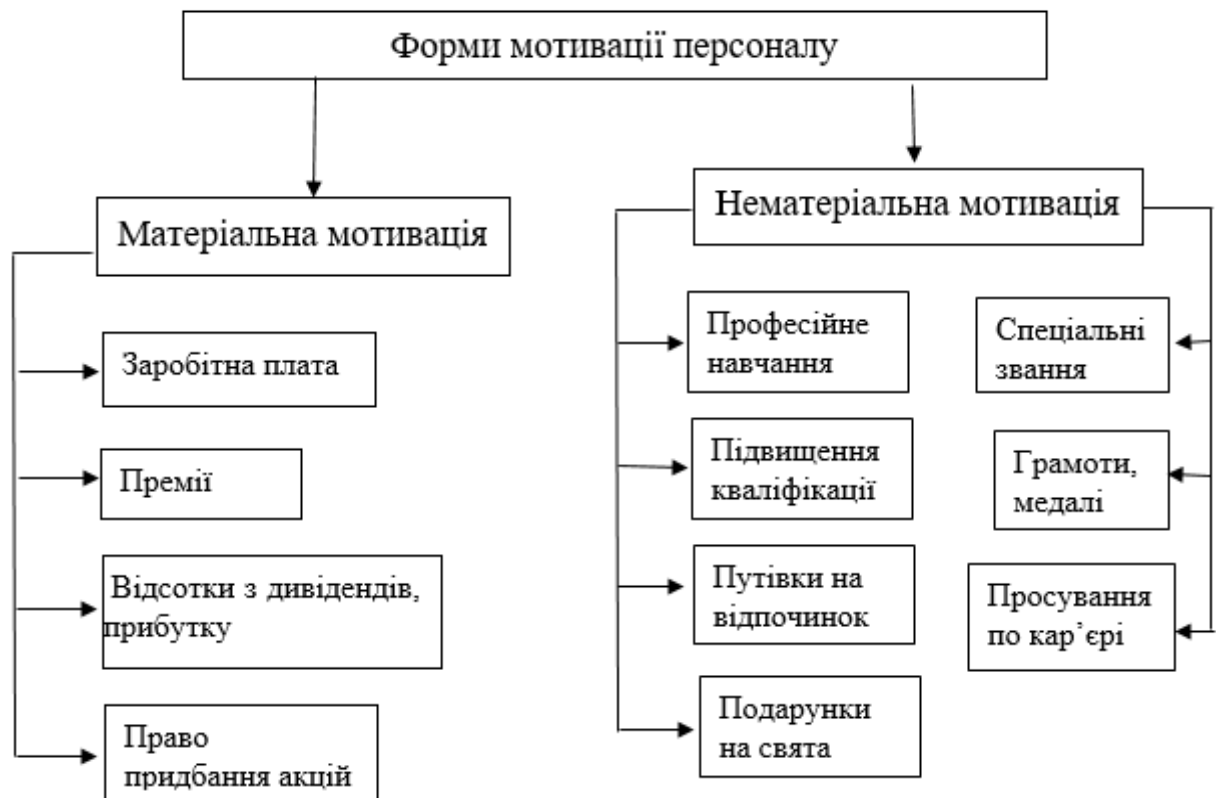 Форми мотивації персоналу
Матеріальна мотивація
Заробітна плата
Премії
Відсотки з дивідендів,
прибутку
Право
придбання акцій
Нематеріальна мотивація
Професійне
навчання
Підвищення
кваліфікації
Путівки на
відпочинок
Подарунки
на свята
Спеціальні
звання
Грамоти,
медалі
Просування
по кар’єрі